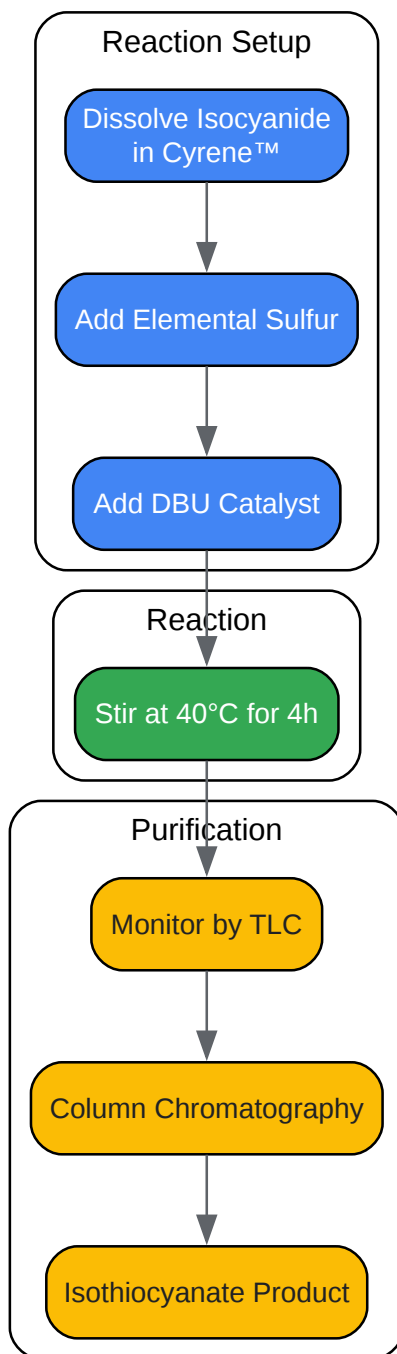 Reaction Setup
Dissolve Isocyanide
in Cyrene™
Add Elemental Sulfur
Add DBU Catalyst
Reaction
Stir at 40°C for 4h
Purification
Monitor by TLC
Column Chromatography
Isothiocyanate Product